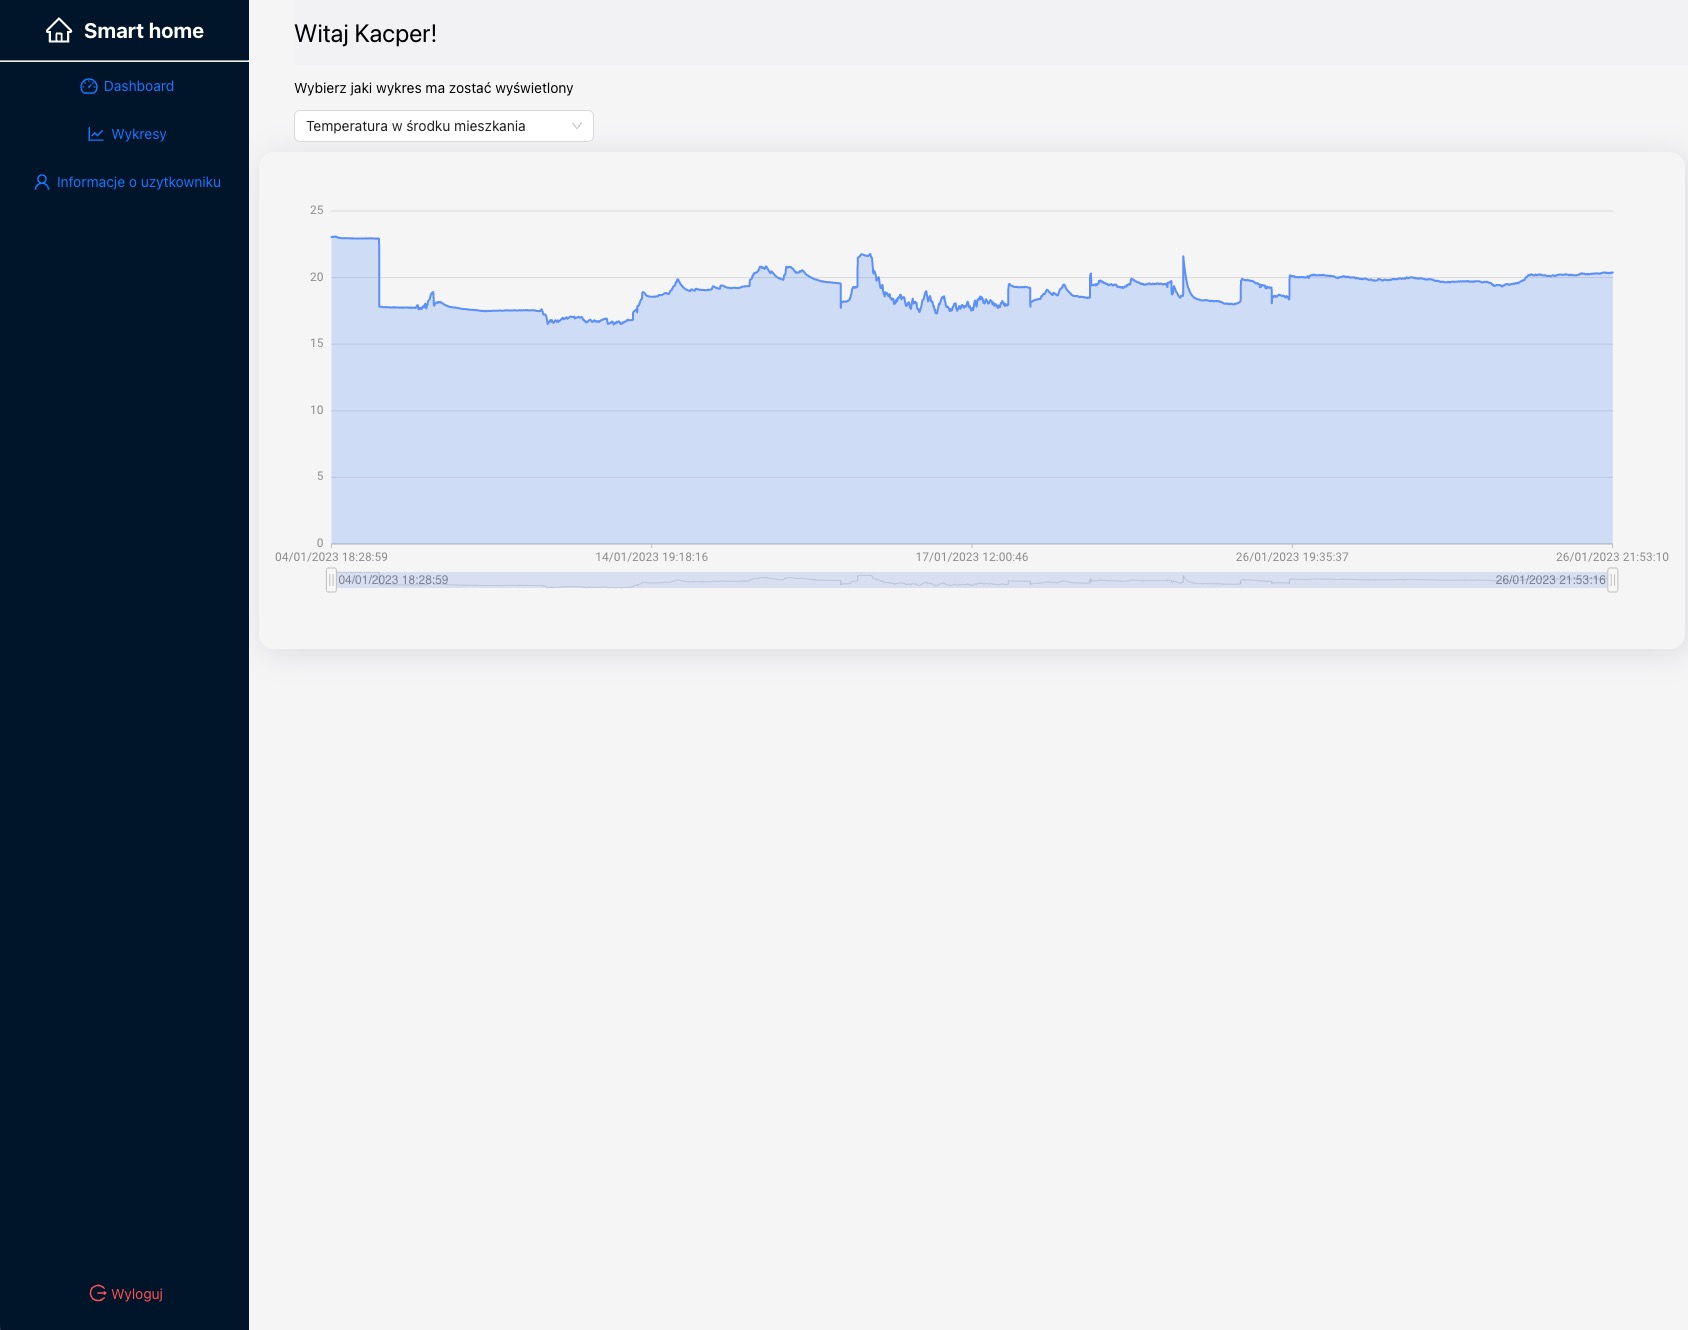 Smart home
Dashboard
Wykresy
Informacje o uzytkowniku
Wyloguj
Witaj Kacper!
Wybierz jaki wykres ma zostać wyświetlony
Temperatura w środku mieszkania
25
20
15
10
5
0
04/01/2023 18:28:59 14/01/2023 19:18:16 17/01/2023 12:00:46 26/01/2023 19:35:37 26/01/2023 21:53:10
04/01/2023 18:28:59 26/01/2023 21:53:16